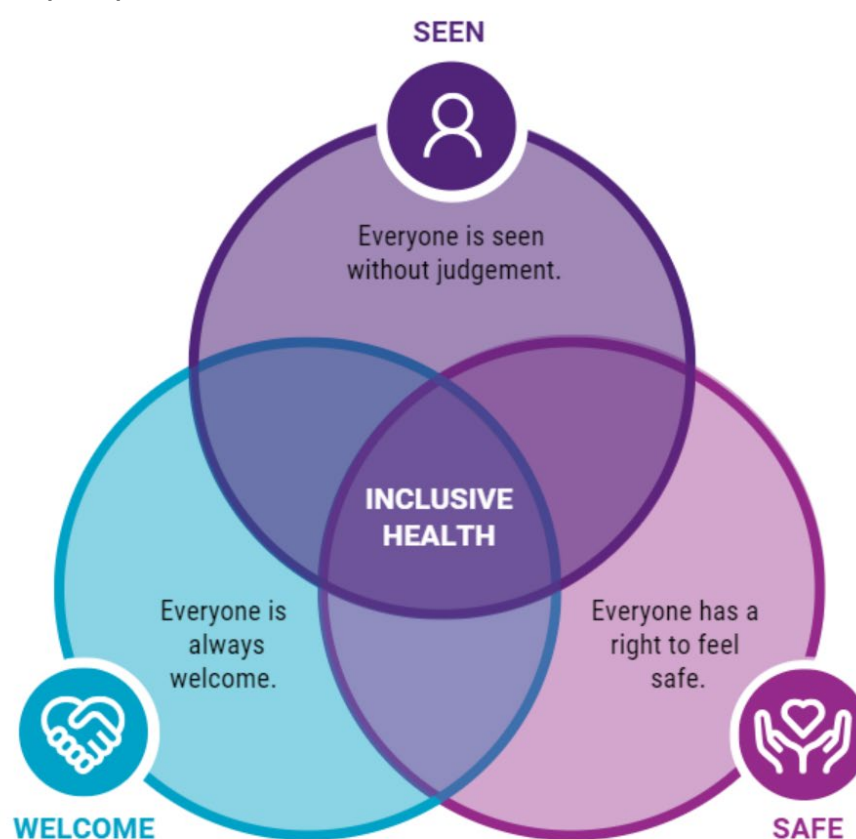 SEEN
Everyone is seen
without judgement.
INCLUSIVE
HEALTH
Everyone is
always
welcome.
Everyone has a
right to feel
safe.
WELCOME
SAFE